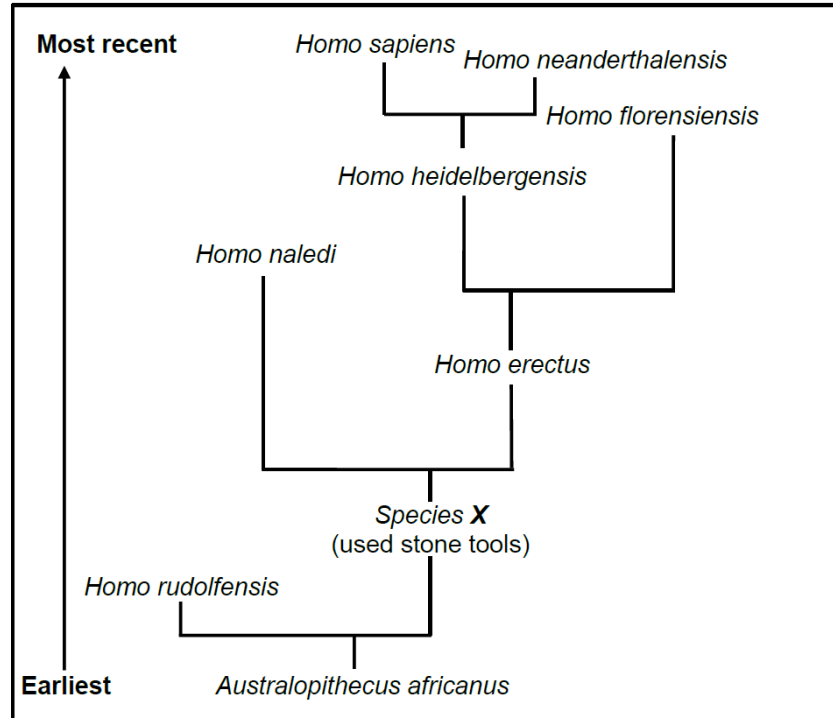 Most recent
Homo sapiens
Homo neanderthalensis
Homo florensiensis
Homo heidelbergensis
Homo naledi
Homo erectus
Species X
(used stone tools)
Homo rudolfensis
Earliest
Australopithecus africanus